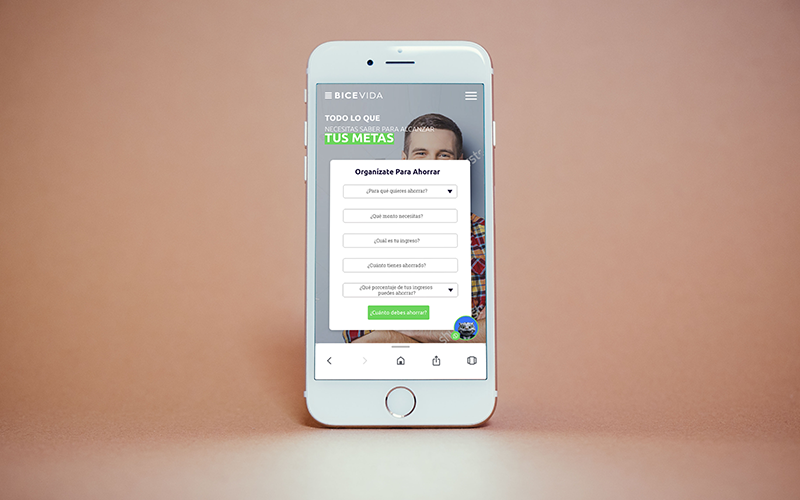 BICEVIDA
TODO LO QUE
NECESITAS SABER PARA ALCANZAR
TUS METAS
Organízate Para Ahorrar
¿Para qué quieres ahorrar?
¿Qué monto necesitas?
¿Cuál es tu ingreso?
¿Cuánto tienes ahorrado?
¿Qué porcentaje de tus ingresos
puedes ahorrar?
¿Cuánto debes ahorrar?